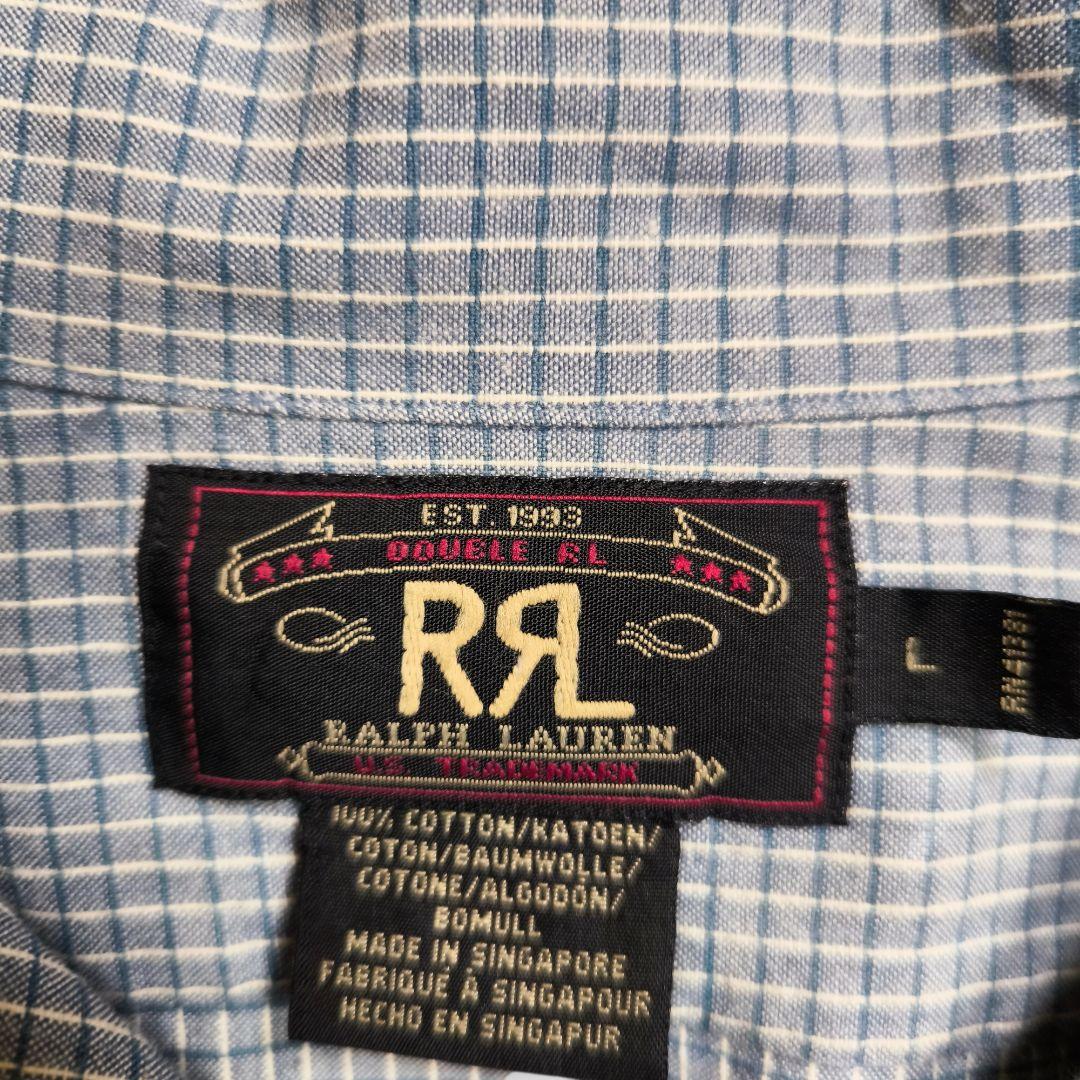 EST. 1993
DOUBLE RL
RRL
RALPH LAUREN
U.S. TRADEMARK
L
RN41381
100% COTTON/KATOEN/
COTON/BAUMWOLLE/
COTONE/ALGODÓN/
BOMULL
MADE IN SINGAPORE
FABRIQUÉ À SINGAPOUR
HECHO EN SINGAPUR